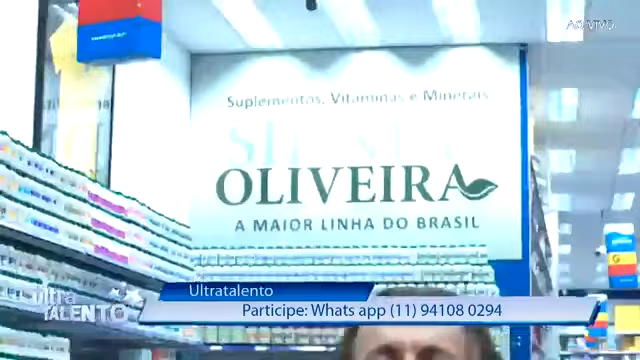 AO VIVO
Suplementos, Vitaminas e Minerais
OLIVEIRA
A MAIOR LINHA DO BRASIL
G
Ultratalento
Participe: Whats app (11) 94108 0294
ultra
TALENTO